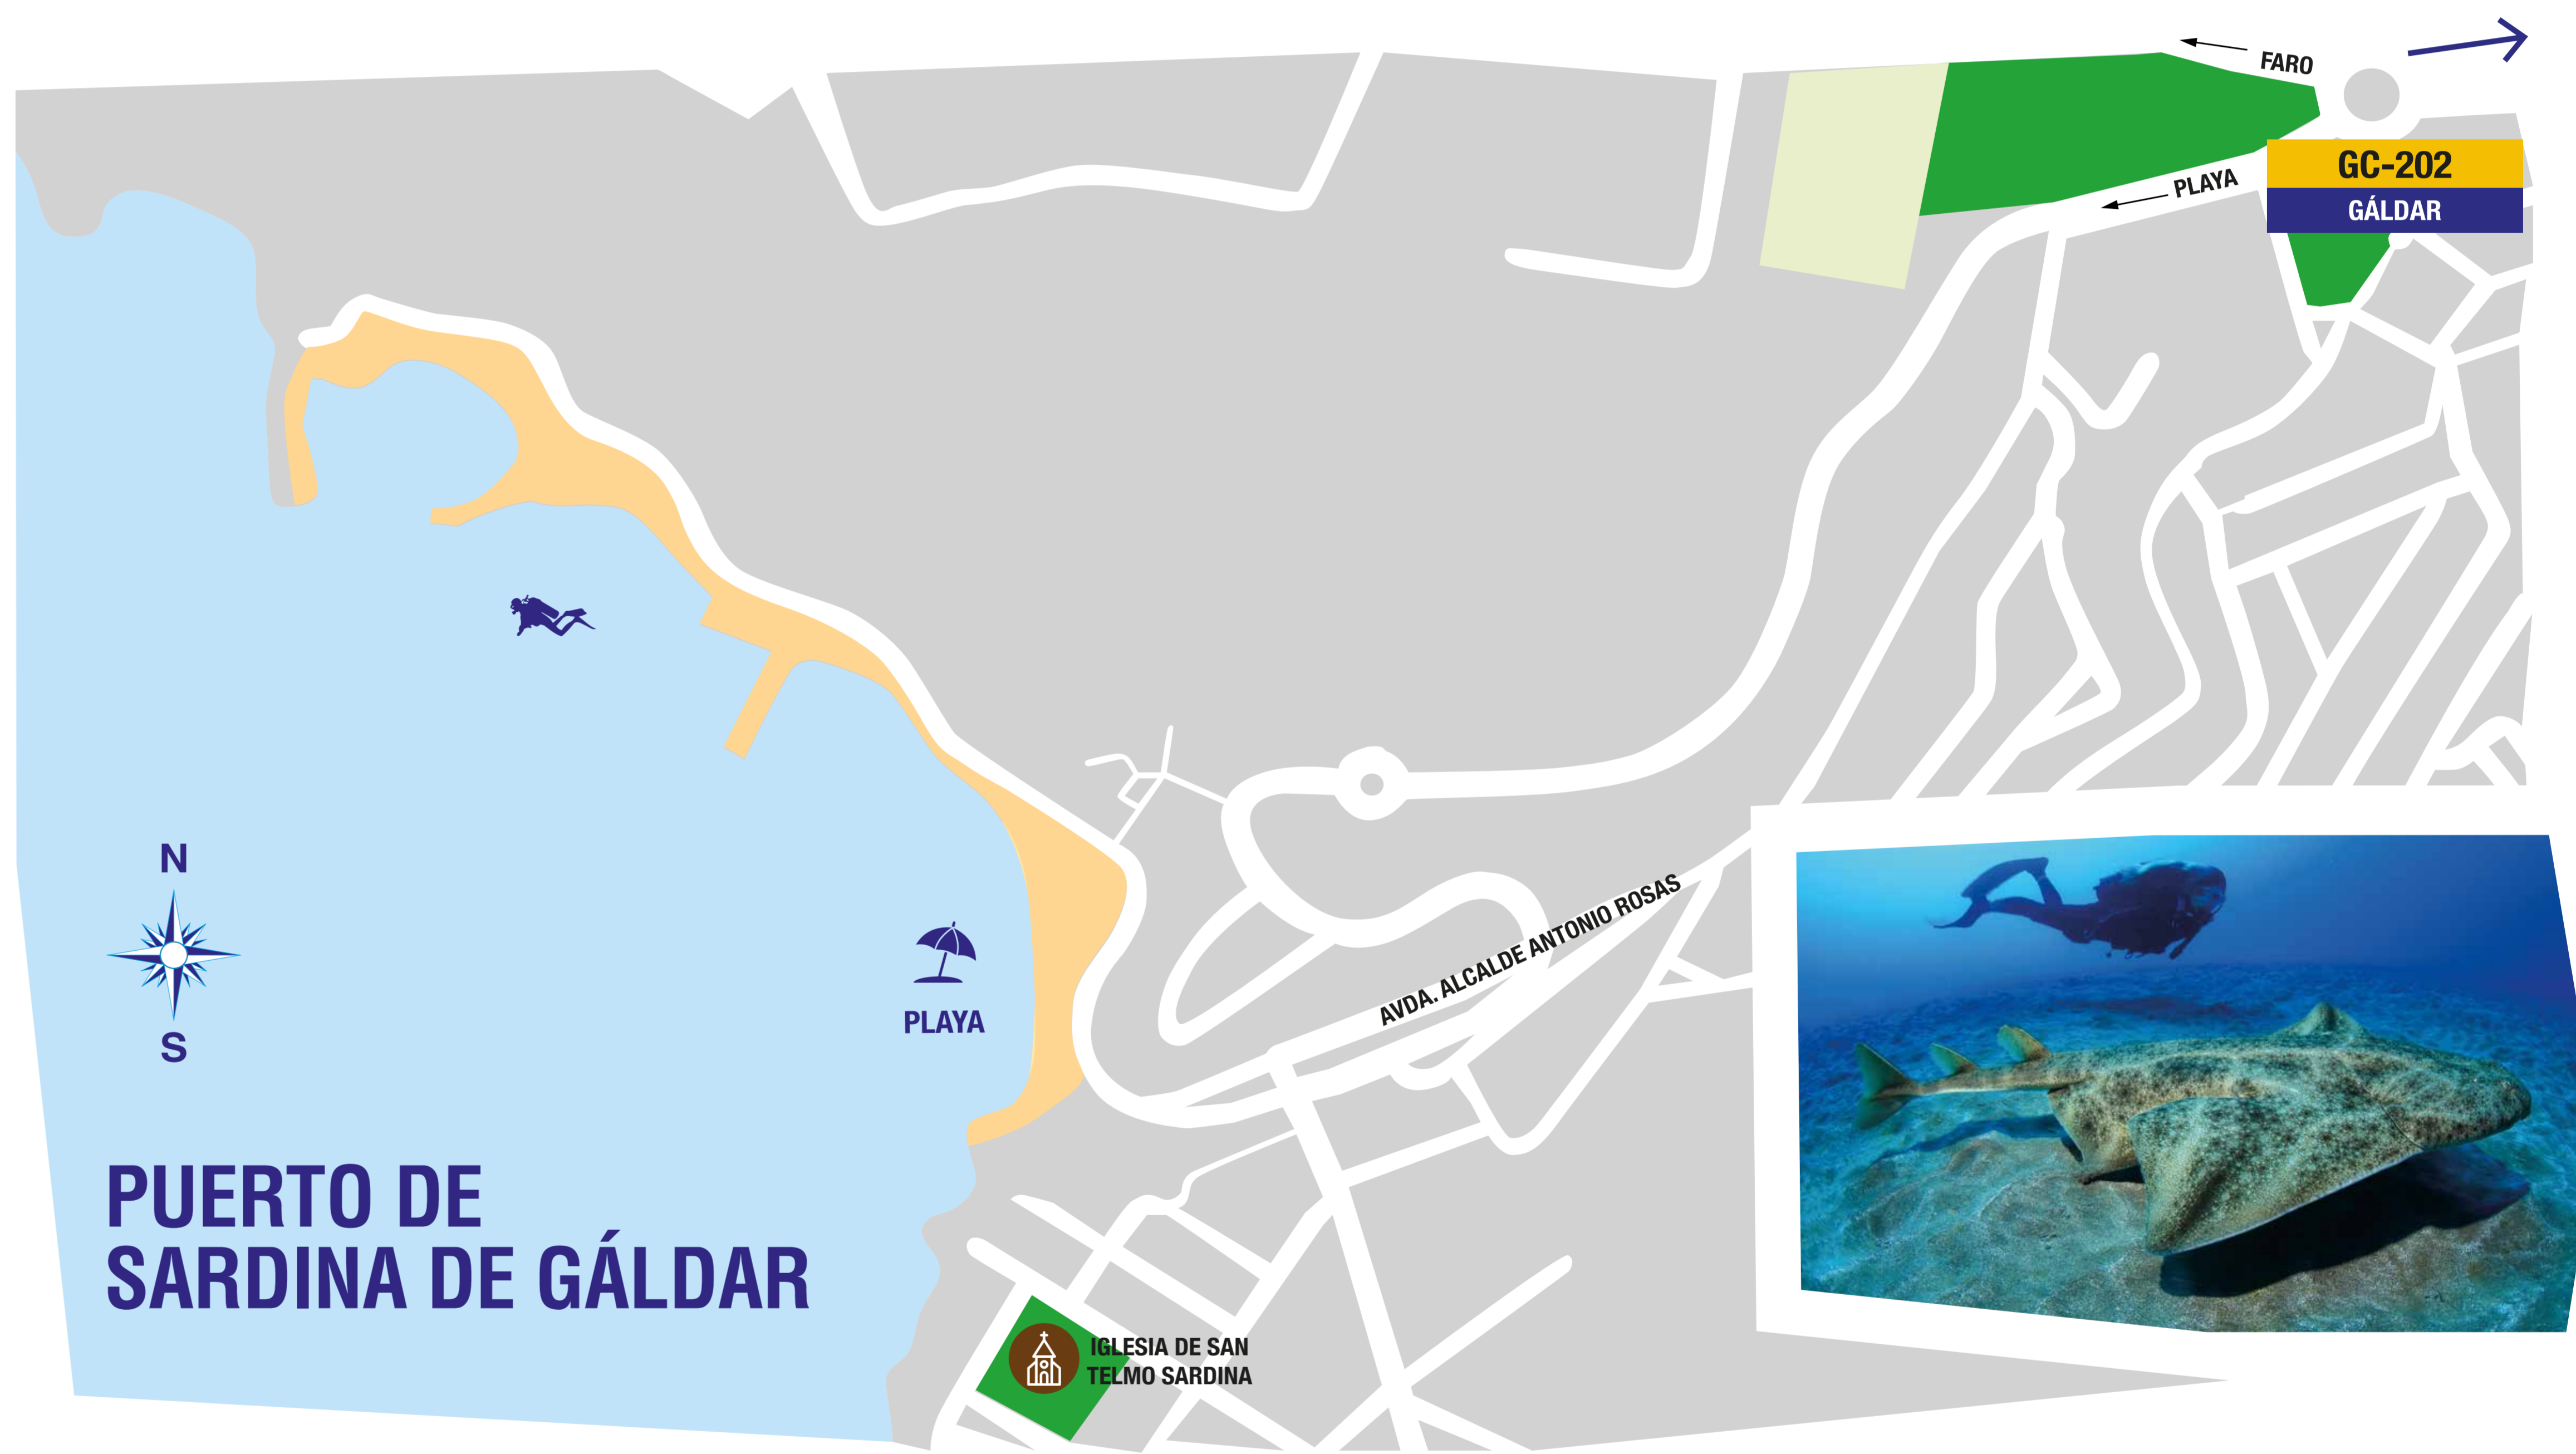 FARO
GC-202
GÁLDAR
PLAYA
AVDA. ALCALDE ANTONIO ROSAS
N
S
PLAYA
PUERTO DE
SARDINA DE GÁLDAR
IGLESIA DE SAN
TELMO SARDINA